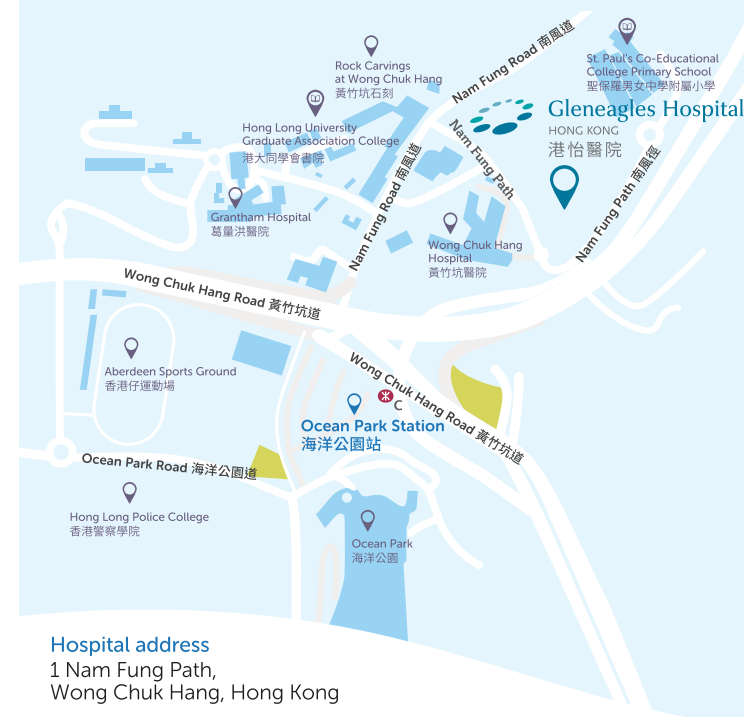 Nam Fung Road 南風道
St. Paul's Co-Educational
College Primary School
聖保羅男女中學附屬小學
Rock Carvings
at Wong Chuk Hang
黃竹坑石刻
Gleneagles Hospital
HONG KONG
港怡醫院
Hong Long University
Graduate Association College
港大同學會書院
Nam Fung Path
Nam Fung Road 南風道
Nam Fung Path 南風徑
Grantham Hospital
葛量洪醫院
Wong Chuk Hang
Hospital
黃竹坑醫院
Wong Chuk Hang Road 黃竹坑道
Aberdeen Sports Ground
香港仔運動場
Wong Chuk Hang Road 黃竹坑道
C
Ocean Park Station
海洋公園站
Ocean Park Road 海洋公園道
Hong Long Police College
香港警察學院
Ocean Park
海洋公園
Hospital address
1 Nam Fung Path,
Wong Chuk Hang, Hong Kong